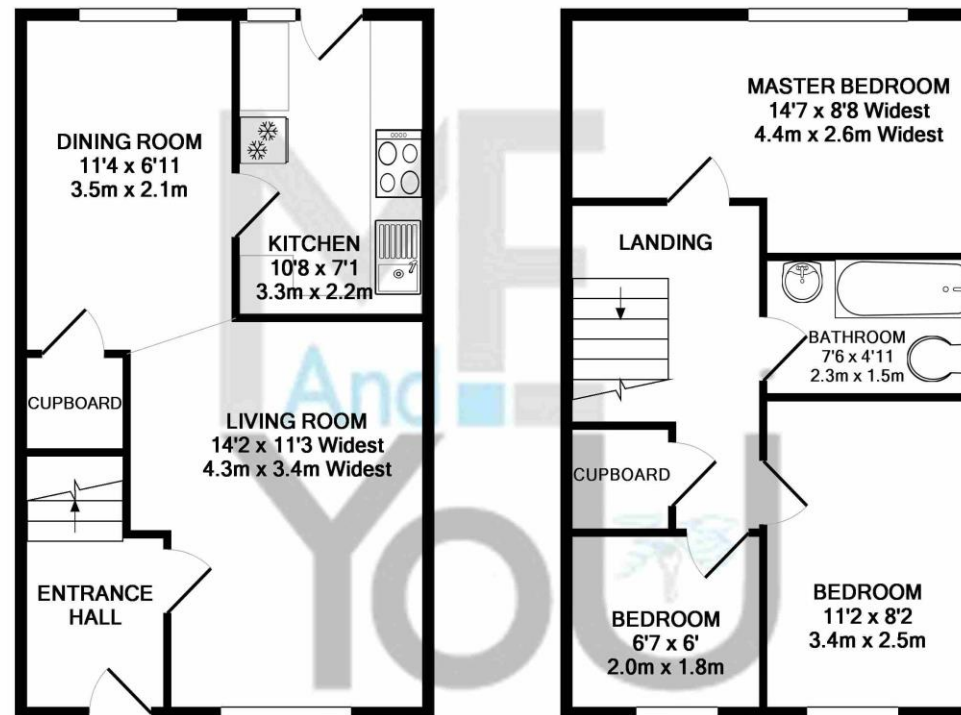 DINING ROOM
11'4 x 6'11
3.5m x 2.1m
KITCHEN
10'8 x 7'1
3.3m x 2.2m
CUPBOARD
LIVING ROOM
14'2 x 11'3 Widest
4.3m x 3.4m Widest
ENTRANCE
HALL
MASTER BEDROOM
14'7 x 8'8 Widest
4.4m x 2.6m Widest
LANDING
BATHROOM
7'6 x 4'11
2.3m x 1.5m
CUPBOARD
BEDROOM
6'7 x 6'
2.0m x 1.8m
BEDROOM
11'2 x 8'2
3.4m x 2.5m
ME
And
YOU